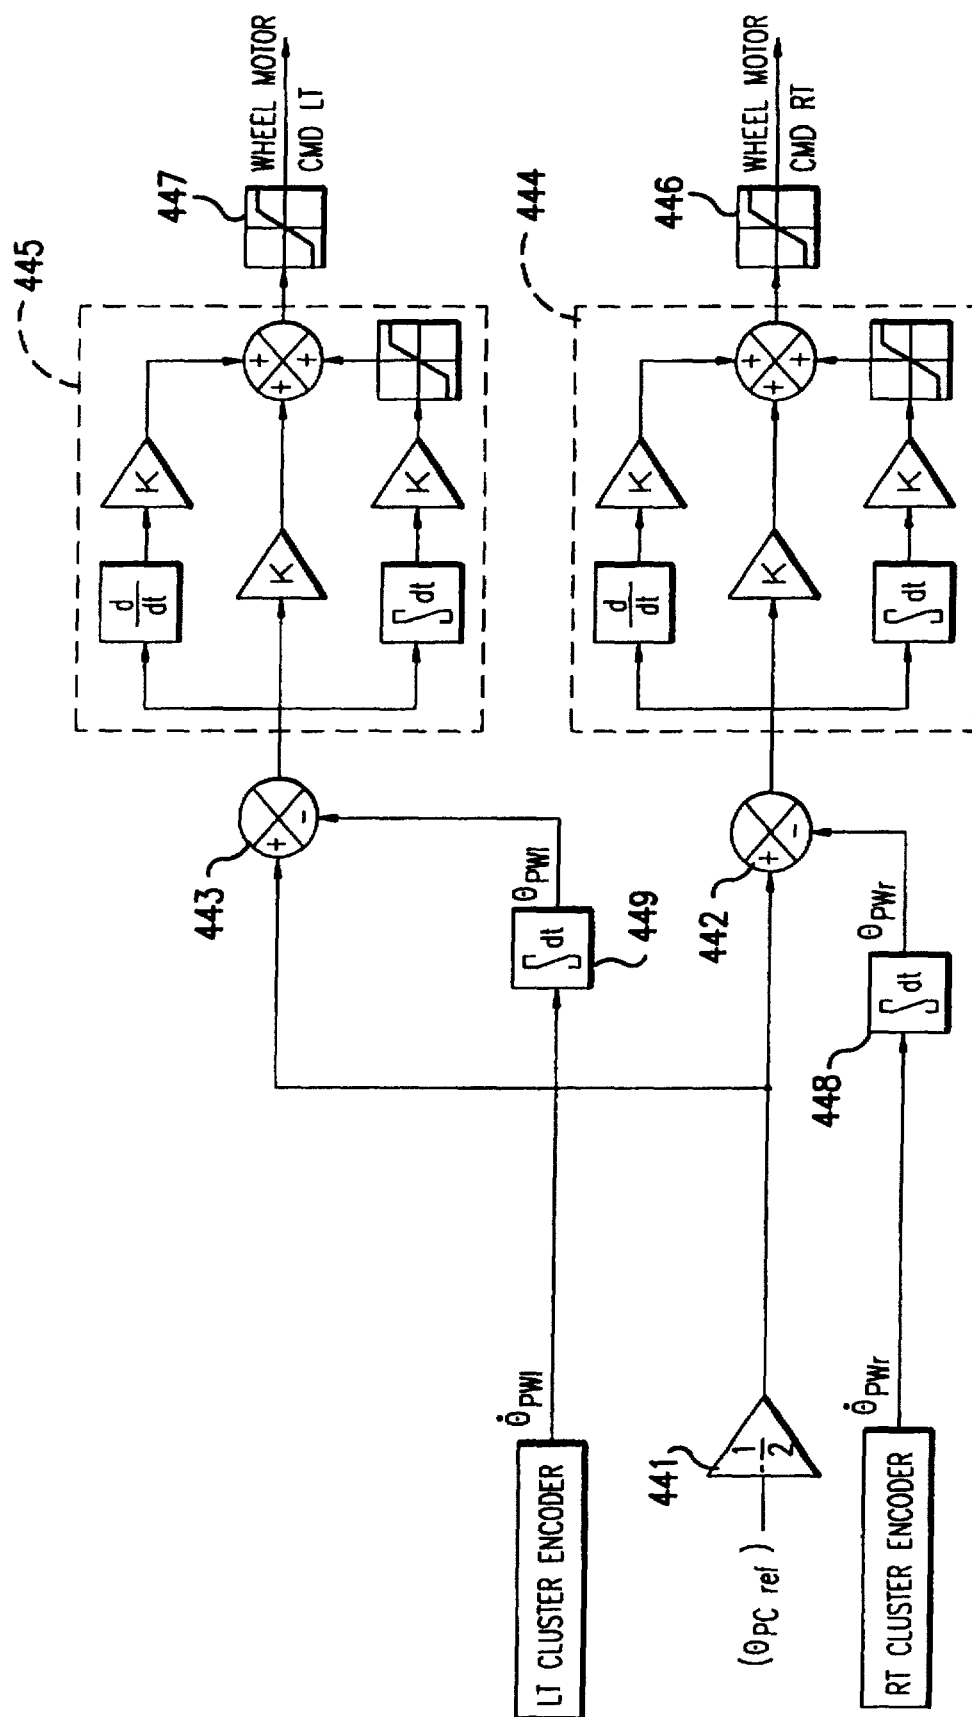 LT CLUSTER ENCODER
θ̇PWl
∫dt
449
θPWl
443
+
-
445
d/dt
K
K
∫dt
K
+
+
+
447
WHEEL MOTOR
CMD LT
(θPC ref)
-1/2
441
442
+
-
RT CLUSTER ENCODER
θ̇PWr
∫dt
448
θPWr
444
d/dt
K
K
∫dt
K
+
+
+
446
WHEEL MOTOR
CMD RT